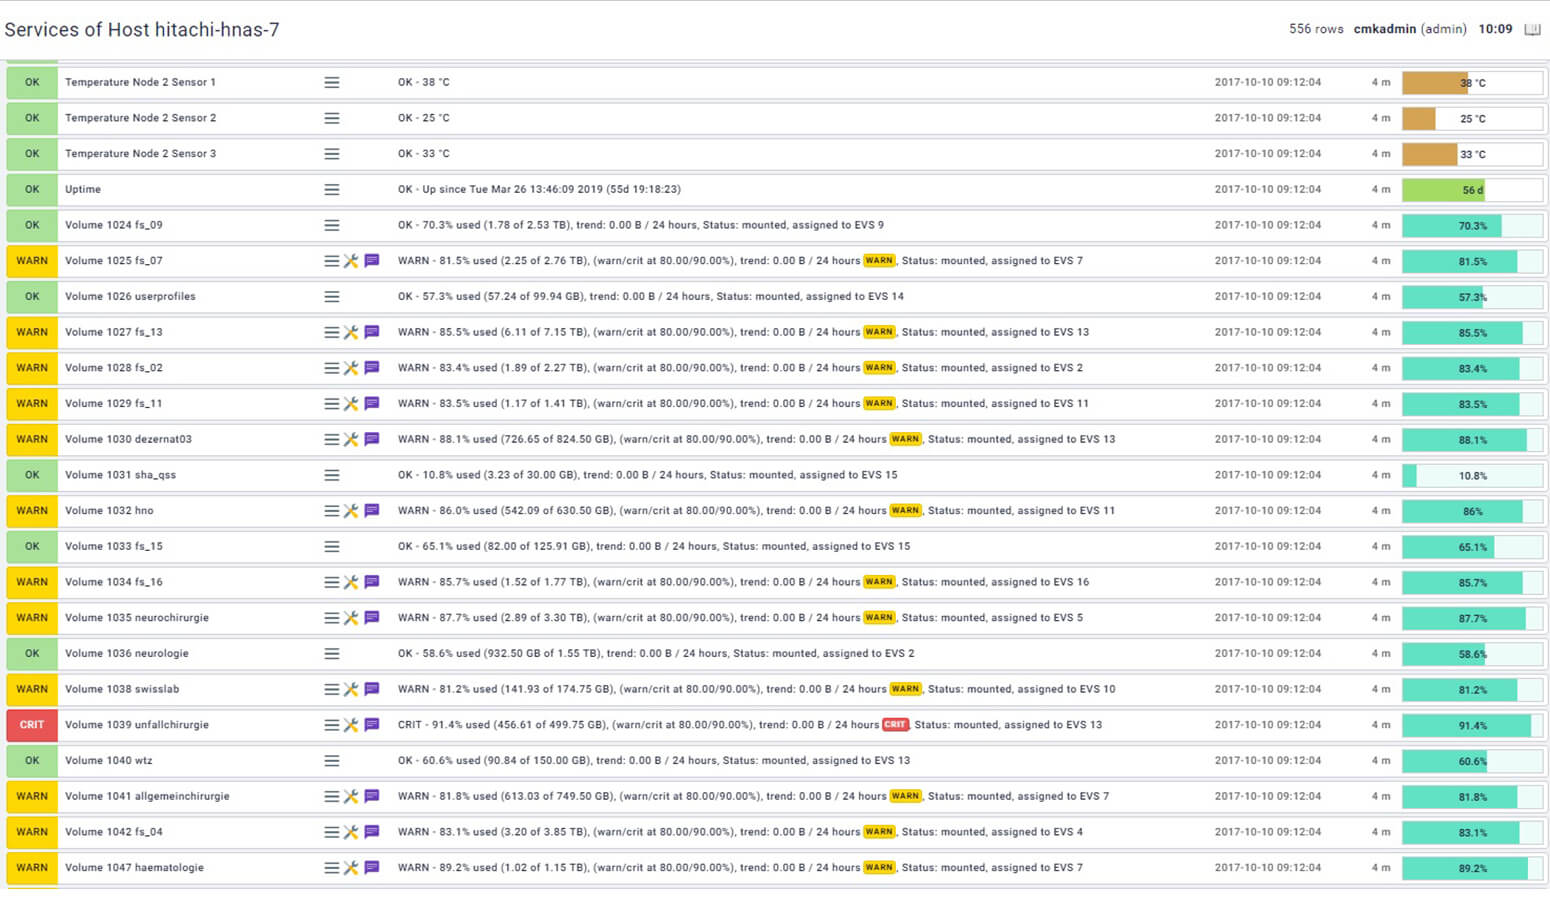 Services of Host hitachi-hnas-7 556 rows cmkadmin (admin) 10:09
OK Temperature Node 2 Sensor 1 OK - 38 °C 2017-10-10 09:12:04 4 m 38 °C
OK Temperature Node 2 Sensor 2 OK - 25 °C 2017-10-10 09:12:04 4 m 25 °C
OK Temperature Node 2 Sensor 3 OK - 33 °C 2017-10-10 09:12:04 4 m 33 °C
OK Uptime OK - Up since Tue Mar 26 13:46:09 2019 (55d 19:18:23) 2017-10-10 09:12:04 4 m 56 d
OK Volume 1024 fs_09 OK - 70.3% used (1.78 of 2.53 TB), trend: 0.00 B / 24 hours, Status: mounted, assigned to EVS 9 2017-10-10 09:12:04 4 m 70.3%
WARN Volume 1025 fs_07 WARN - 81.5% used (2.25 of 2.76 TB), (warn/crit at 80.00/90.00%), trend: 0.00 B / 24 hours WARN, Status: mounted, assigned to EVS 7 2017-10-10 09:12:04 4 m 81.5%
OK Volume 1026 userprofiles OK - 57.3% used (57.24 of 99.94 GB), trend: 0.00 B / 24 hours, Status: mounted, assigned to EVS 14 2017-10-10 09:12:04 4 m 57.3%
WARN Volume 1027 fs_13 WARN - 85.5% used (6.11 of 7.15 TB), (warn/crit at 80.00/90.00%), trend: 0.00 B / 24 hours WARN, Status: mounted, assigned to EVS 13 2017-10-10 09:12:04 4 m 85.5%
WARN Volume 1028 fs_02 WARN - 83.4% used (1.89 of 2.27 TB), (warn/crit at 80.00/90.00%), trend: 0.00 B / 24 hours WARN, Status: mounted, assigned to EVS 2 2017-10-10 09:12:04 4 m 83.4%
WARN Volume 1029 fs_11 WARN - 83.5% used (1.17 of 1.41 TB), (warn/crit at 80.00/90.00%), trend: 0.00 B / 24 hours WARN, Status: mounted, assigned to EVS 11 2017-10-10 09:12:04 4 m 83.5%
WARN Volume 1030 dezernat03 WARN - 88.1% used (726.65 of 824.50 GB), (warn/crit at 80.00/90.00%), trend: 0.00 B / 24 hours WARN, Status: mounted, assigned to EVS 13 2017-10-10 09:12:04 4 m 88.1%
OK Volume 1031 sha_qss OK - 10.8% used (3.23 of 30.00 GB), trend: 0.00 B / 24 hours, Status: mounted, assigned to EVS 15 2017-10-10 09:12:04 4 m 10.8%
WARN Volume 1032 hno WARN - 86.0% used (542.09 of 630.50 GB), (warn/crit at 80.00/90.00%), trend: 0.00 B / 24 hours WARN, Status: mounted, assigned to EVS 11 2017-10-10 09:12:04 4 m 86%
OK Volume 1033 fs_15 OK - 65.1% used (82.00 of 125.91 GB), trend: 0.00 B / 24 hours, Status: mounted, assigned to EVS 15 2017-10-10 09:12:04 4 m 65.1%
WARN Volume 1034 fs_16 WARN - 85.7% used (1.52 of 1.77 TB), (warn/crit at 80.00/90.00%), trend: 0.00 B / 24 hours WARN, Status: mounted, assigned to EVS 16 2017-10-10 09:12:04 4 m 85.7%
WARN Volume 1035 neurochirurgie WARN - 87.7% used (2.89 of 3.30 TB), (warn/crit at 80.00/90.00%), trend: 0.00 B / 24 hours WARN, Status: mounted, assigned to EVS 5 2017-10-10 09:12:04 4 m 87.7%
OK Volume 1036 neurologie OK - 58.6% used (932.50 GB of 1.55 TB), trend: 0.00 B / 24 hours, Status: mounted, assigned to EVS 2 2017-10-10 09:12:04 4 m 58.6%
WARN Volume 1038 swisslab WARN - 81.2% used (141.93 of 174.75 GB), (warn/crit at 80.00/90.00%), trend: 0.00 B / 24 hours WARN, Status: mounted, assigned to EVS 10 2017-10-10 09:12:04 4 m 81.2%
CRIT Volume 1039 unfallchirurgie CRIT - 91.4% used (456.61 of 499.75 GB), (warn/crit at 80.00/90.00%), trend: 0.00 B / 24 hours CRIT, Status: mounted, assigned to EVS 13 2017-10-10 09:12:04 4 m 91.4%
OK Volume 1040 wtz OK - 60.6% used (90.84 of 150.00 GB), trend: 0.00 B / 24 hours, Status: mounted, assigned to EVS 13 2017-10-10 09:12:04 4 m 60.6%
WARN Volume 1041 allgemeinchirurgie WARN - 81.8% used (613.03 of 749.50 GB), (warn/crit at 80.00/90.00%), trend: 0.00 B / 24 hours WARN, Status: mounted, assigned to EVS 7 2017-10-10 09:12:04 4 m 81.8%
WARN Volume 1042 fs_04 WARN - 83.1% used (3.20 of 3.85 TB), (warn/crit at 80.00/90.00%), trend: 0.00 B / 24 hours WARN, Status: mounted, assigned to EVS 4 2017-10-10 09:12:04 4 m 83.1%
WARN Volume 1047 haematologie WARN - 89.2% used (1.02 of 1.15 TB), (warn/crit at 80.00/90.00%), trend: 0.00 B / 24 hours WARN, Status: mounted, assigned to EVS 7 2017-10-10 09:12:04 4 m 89.2%